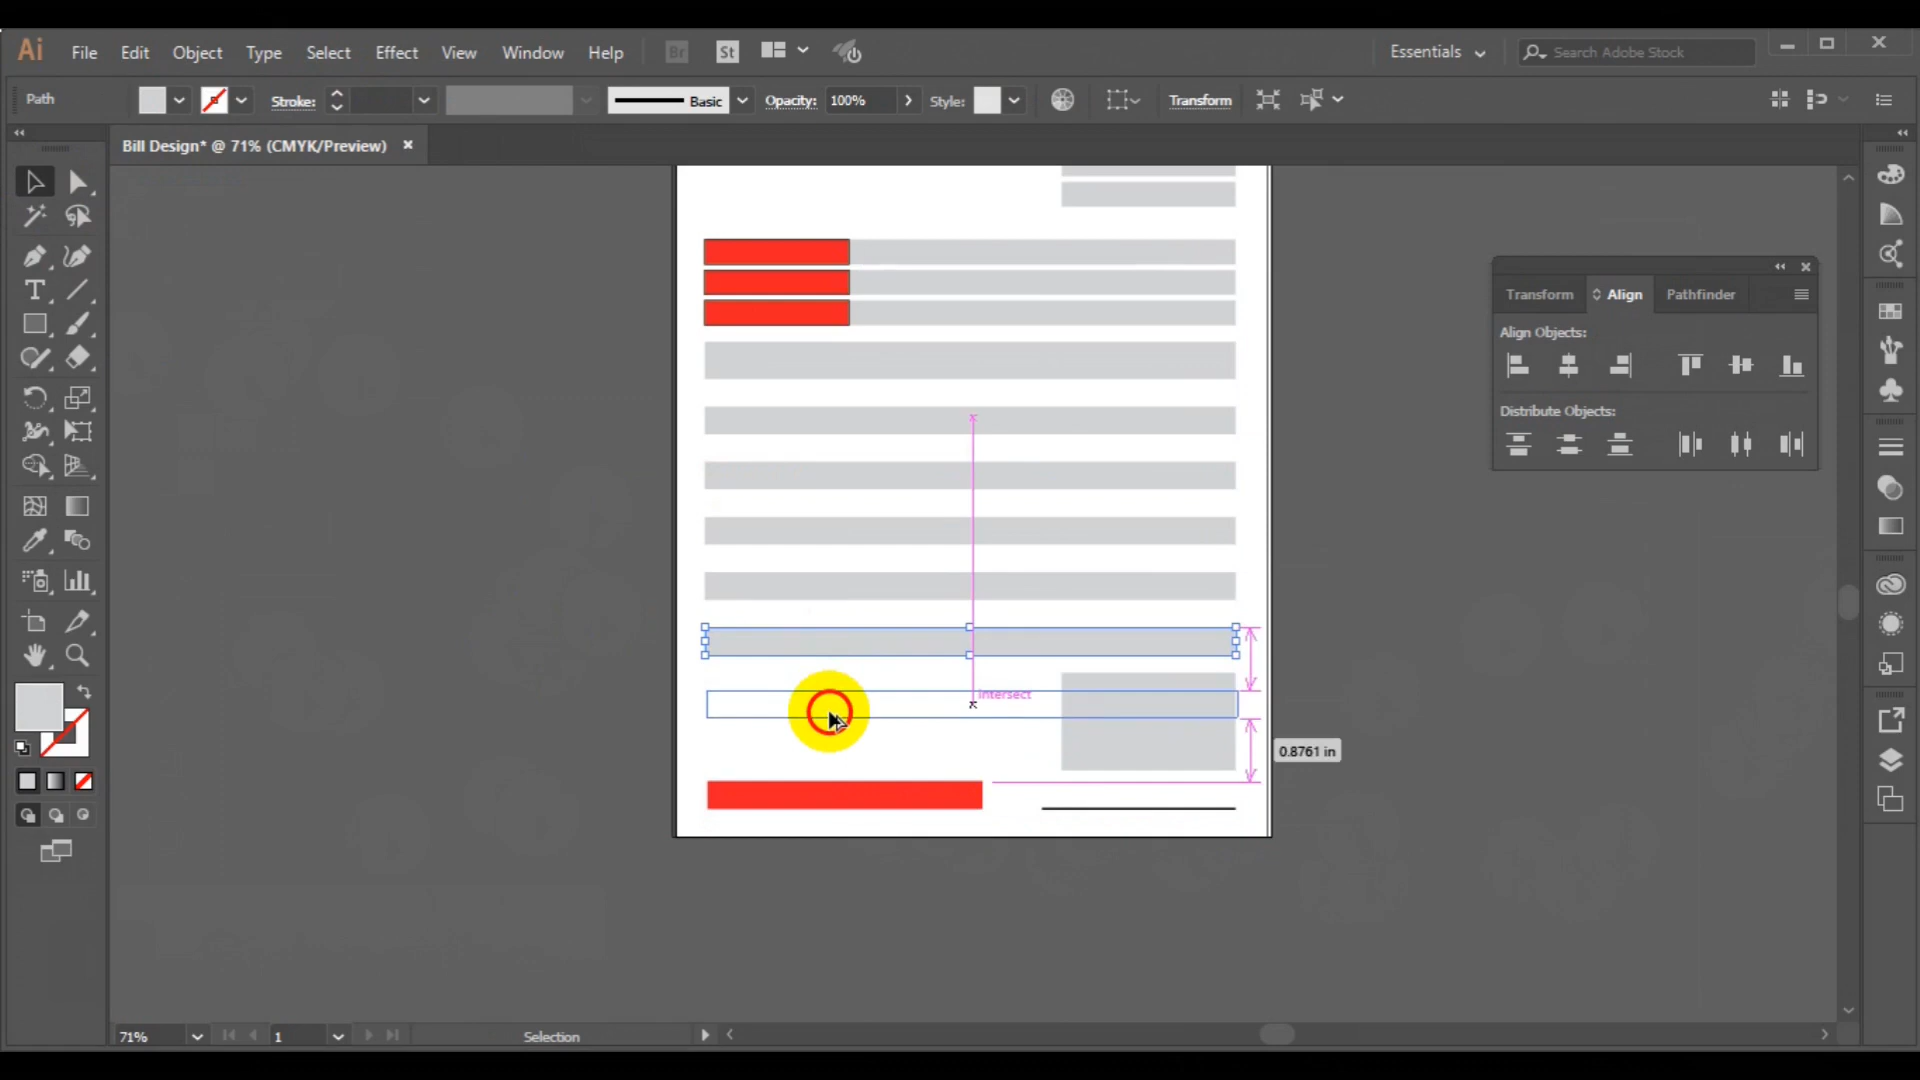 Ai File Edit Object Type Select Effect View Window Help Br St Essentials Search Adobe Stock
Path Stroke: Basic Opacity: 100% Style: Transform
Bill Design* @ 71% (CMYK/Preview)
Transform Align Pathfinder
Align Objects:
Distribute Objects:
intersect
0.8761 in
71% 1 Selection